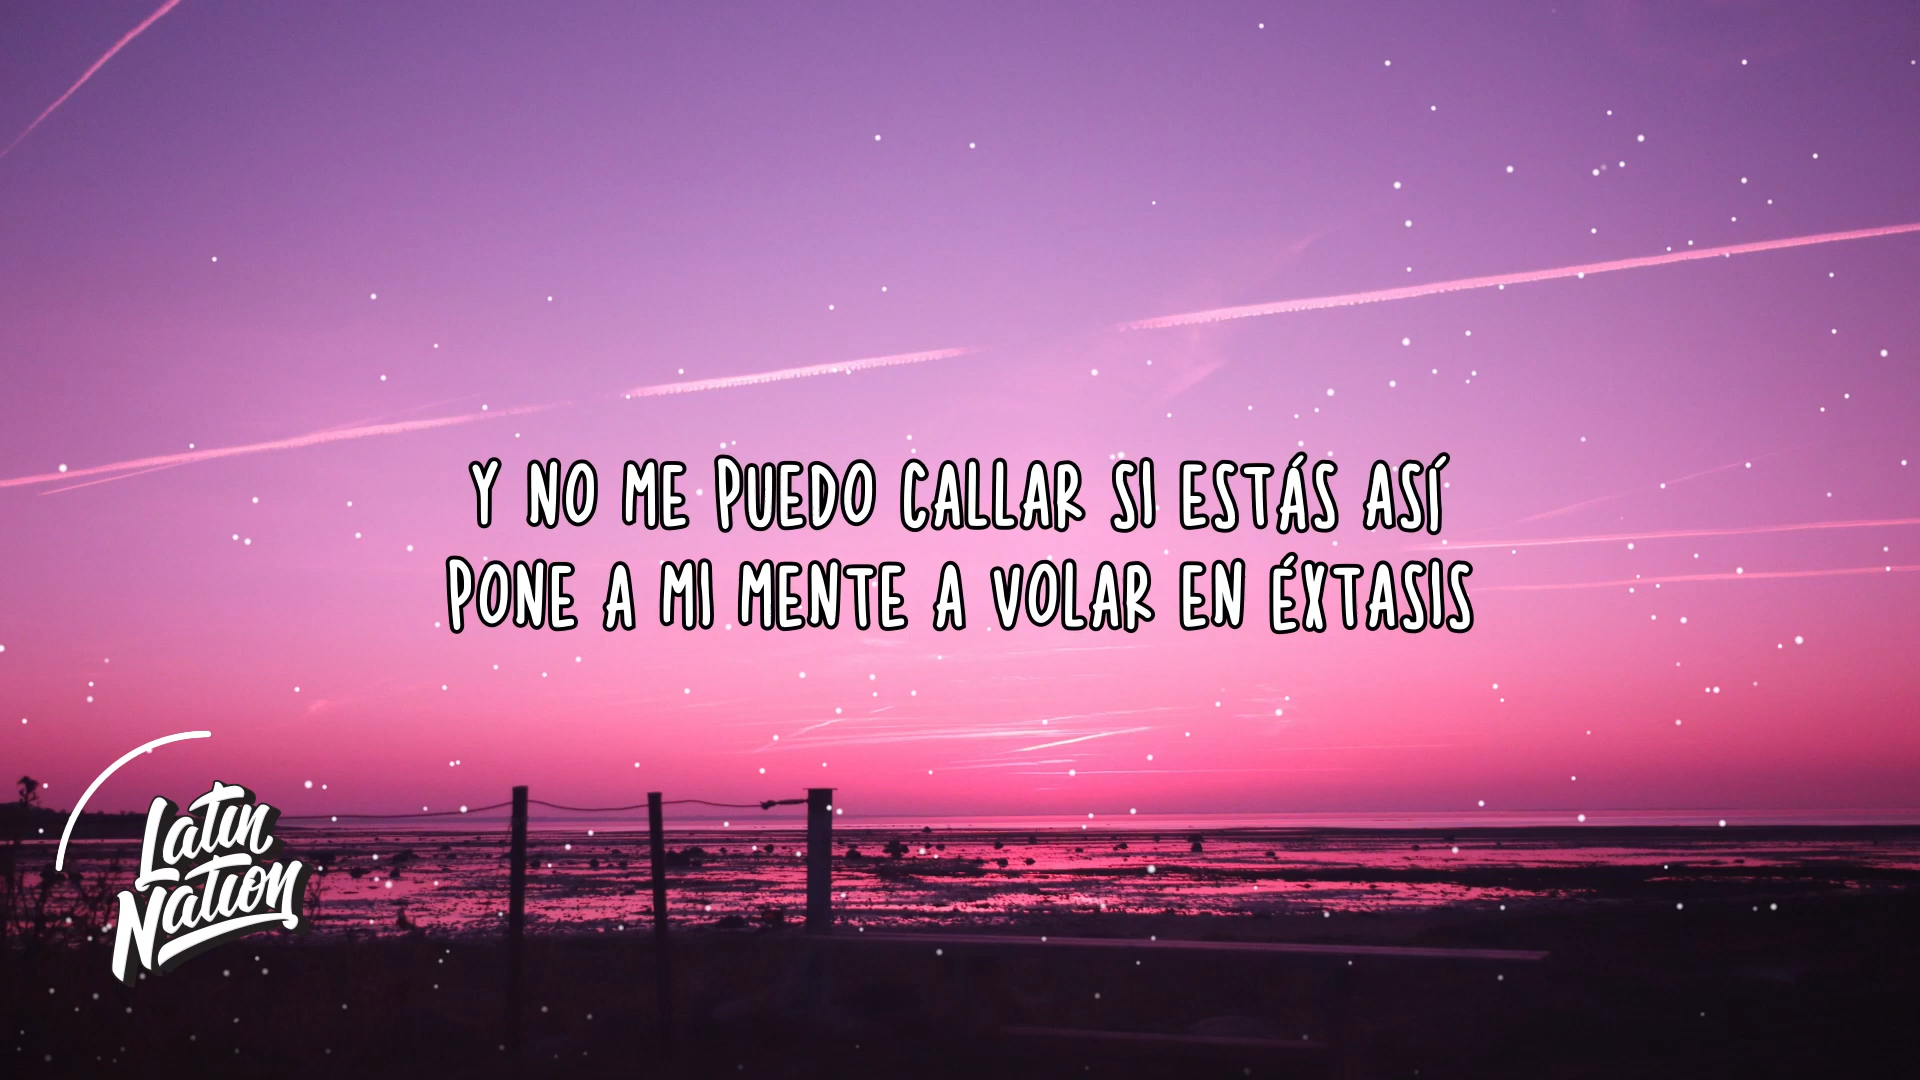 Y NO ME PUEDO CALLAR SI ESTÁS ASÍ
PONE A MI MENTE A VOLAR EN ÉXTASIS
Latin
Nation